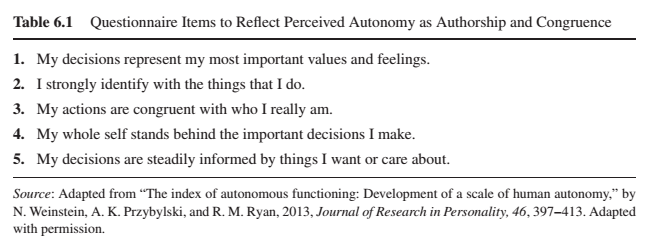 Table 6.1 Questionnaire Items to Reflect Perceived Autonomy as Authorship and Congruence
1. My decisions represent my most important values and feelings.
2. I strongly identify with the things that I do.
3. My actions are congruent with who I really am.
4. My whole self stands behind the important decisions I make.
5. My decisions are steadily informed by things I want or care about.
Source: Adapted from “The index of autonomous functioning: Development of a scale of human autonomy,” by
N. Weinstein, A. K. Przybylski, and R. M. Ryan, 2013, Journal of Research in Personality, 46, 397–413. Adapted
with permission.